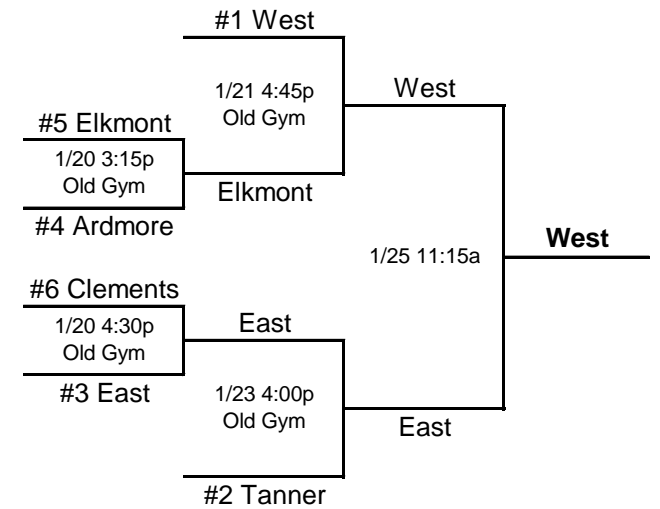 #1 West
1/21 4:45p
Old Gym
West
#5 Elkmont
1/20 3:15p
Old Gym
Elkmont
#4 Ardmore
West
1/25 11:15a
#6 Clements
1/20 4:30p
Old Gym
East
#3 East
1/23 4:00p
Old Gym
East
#2 Tanner